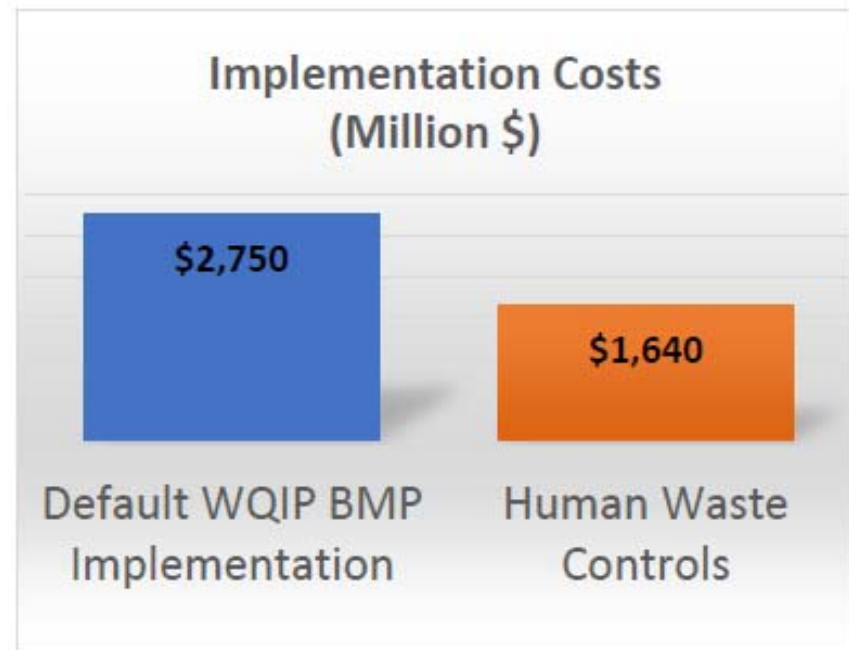 Implementation Costs
(Million $)
$2,750
$1,640
Default WQIP BMP
Implementation
Human Waste
Controls